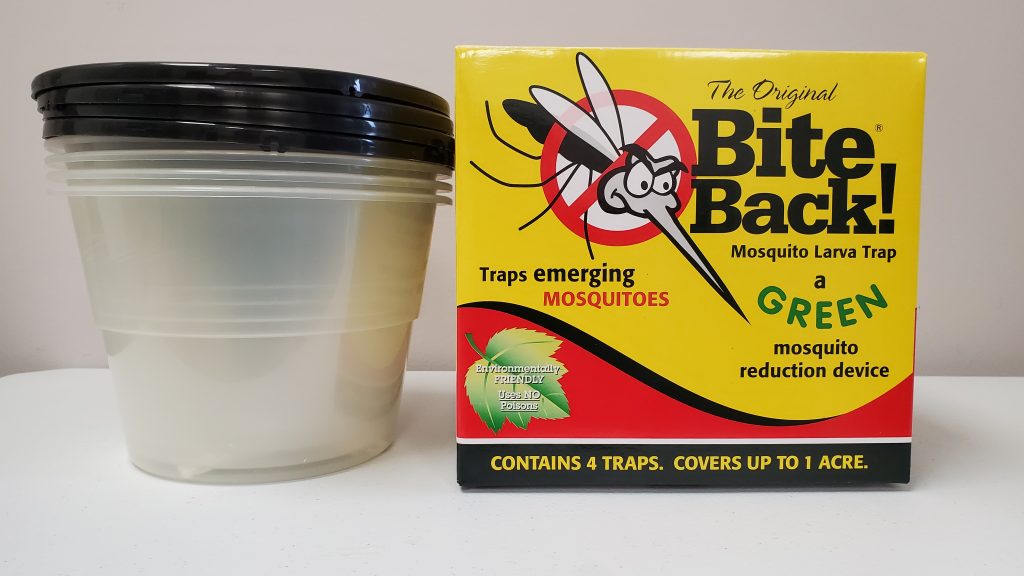 The Original
Bite
Back!®
Mosquito Larva Trap
Traps emerging
MOSQUITOES
a
GREEN
mosquito
reduction device
Environmentally
FRIENDLY
Uses NO
Poisons
CONTAINS 4 TRAPS. COVERS UP TO 1 ACRE.